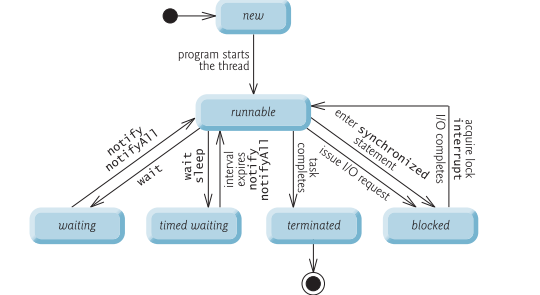 new
program starts
the thread
runnable
notify
notifyAll
wait
wait
sleep
interval
expires
notify
notifyAll
task
completes
enter synchronized
statement
issue I/O request
I/O completes
interrupt
acquire lock
waiting
timed waiting
terminated
blocked